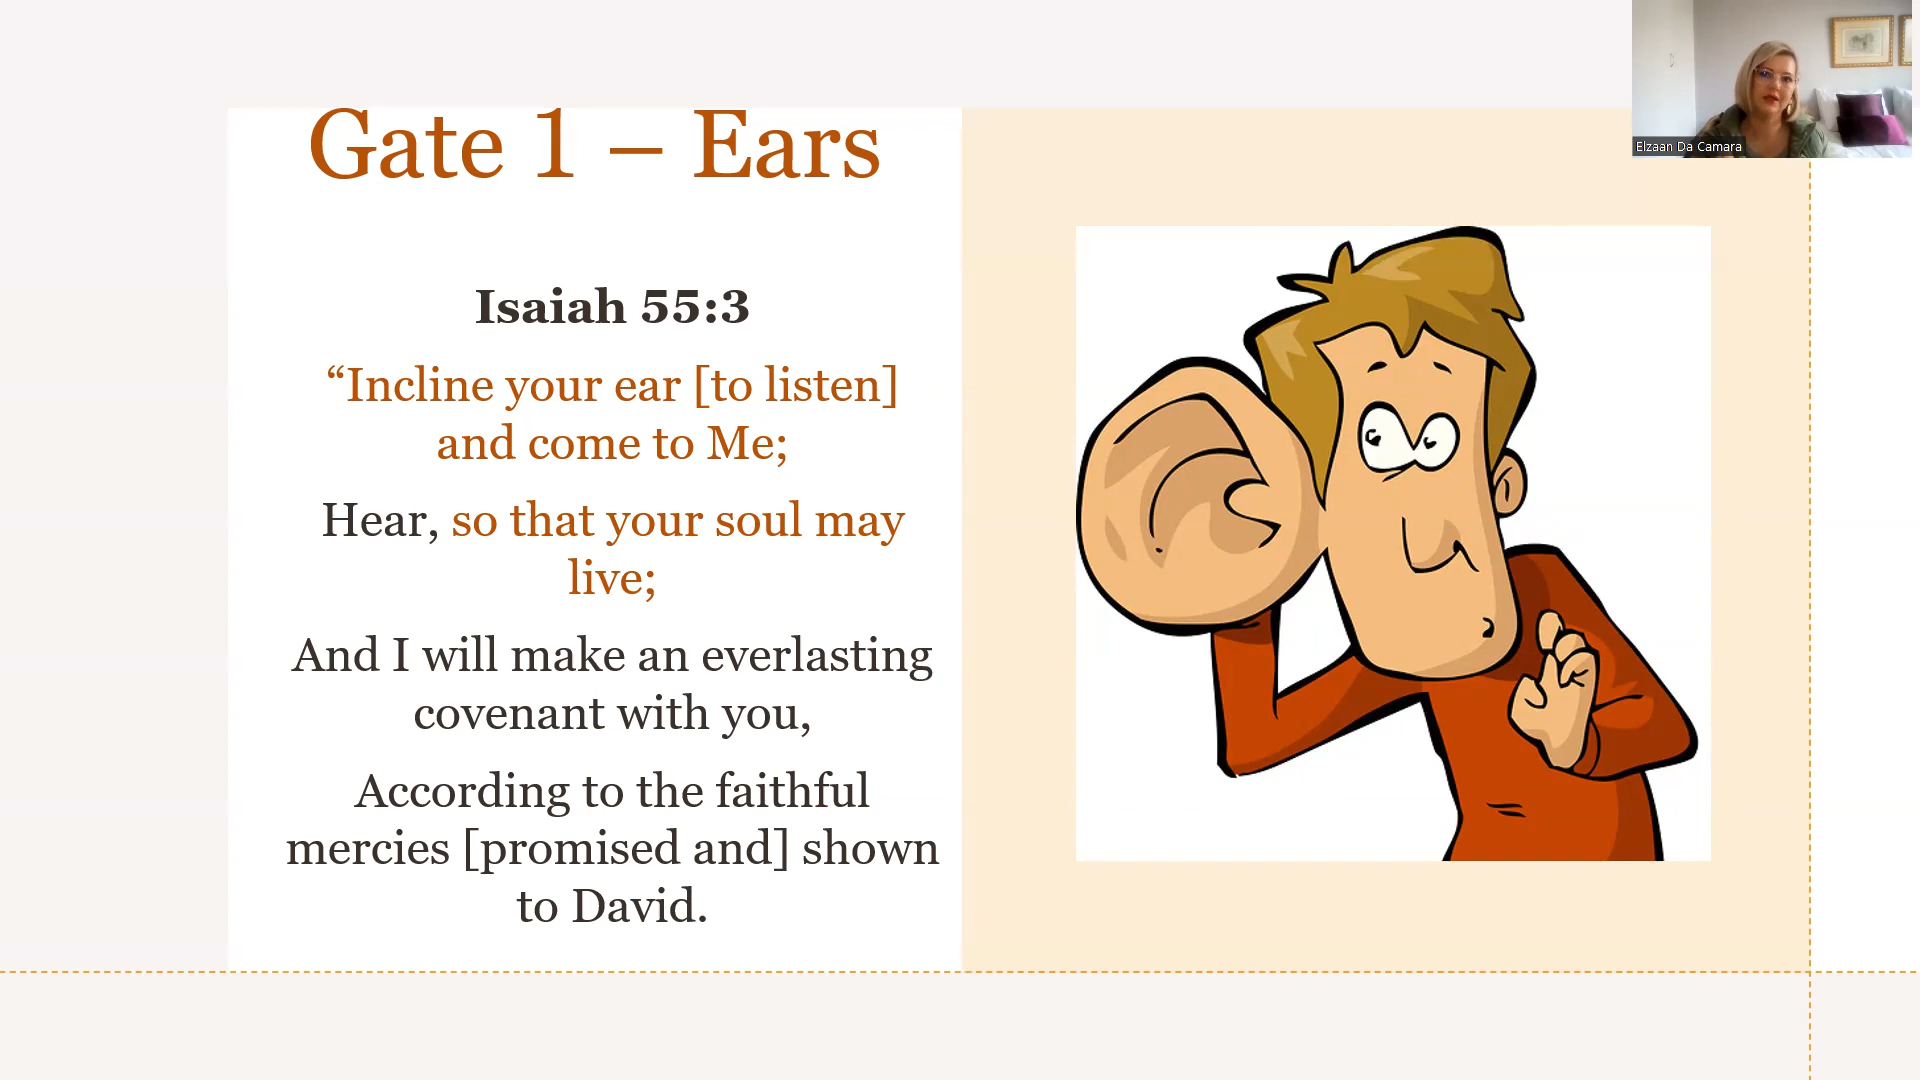 Gate 1 – Ears
Isaiah 55:3
“Incline your ear [to listen]
and come to Me;
Hear, so that your soul may
live;
And I will make an everlasting
covenant with you,
According to the faithful
mercies [promised and] shown
to David.
Elzaan Da Camara